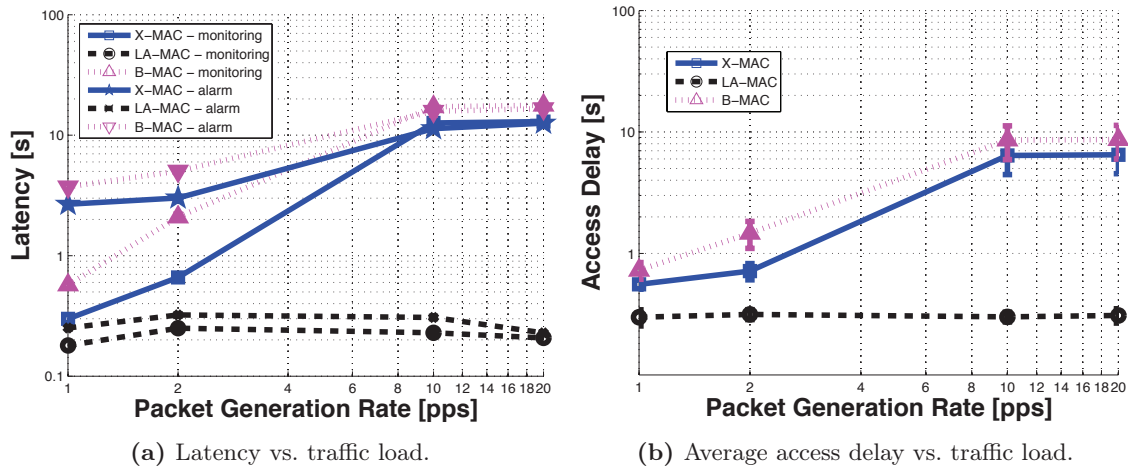 100
10
1
0.1
Latency [s]
X-MAC – monitoring
LA-MAC – monitoring
B-MAC – monitoring
X-MAC – alarm
LA-MAC – alarm
B-MAC – alarm
1 2 4 6 8 10 12 14 16 18 20
Packet Generation Rate [pps]
(a) Latency vs. traffic load.
100
10
1
Access Delay [s]
X-MAC
LA-MAC
B-MAC
1 2 4 6 8 10 12 14 16 18 20
Packet Generation Rate [pps]
(b) Average access delay vs. traffic load.